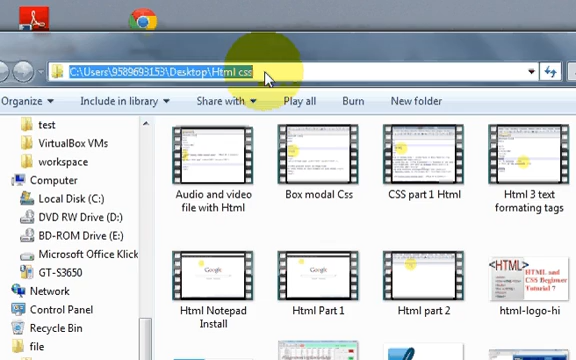 C:\Users\9589693153\Desktop\Html css
Organize
Include in library
Share with
Play all
Burn
New folder
test
VirtualBox VMs
workspace
Computer
Local Disk (C:)
DVD RW Drive (D:)
BD-ROM Drive (E:)
Microsoft Office Klick
GT-S3650
Network
Control Panel
Recycle Bin
file
Audio and video
file with Html
Box modal Css
CSS part 1 Html
Html 3 text
formating tags
Html Notepad
Install
Html Part 1
Html part 2
<HTML>
HTML and
CSS Beginner
Tutorial 7
html-logo-hi